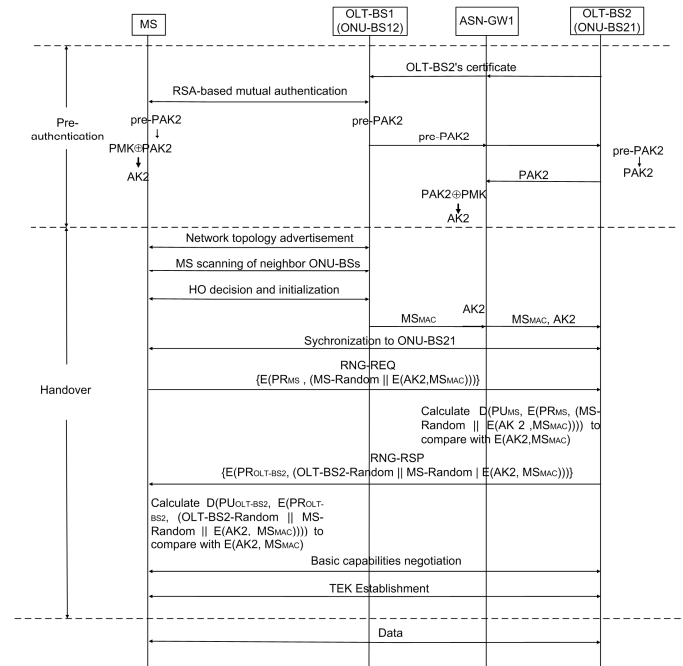 MS
OLT-BS1
(ONU-BS12)
ASN-GW1
OLT-BS2
(ONU-BS21)
OLT-BS2's certificate
RSA-based mutual authentication
Pre-
authentication
pre-PAK2
PMK⊕PAK2
AK2
pre-PAK2
pre-PAK2
pre-PAK2
PAK2
PAK2
PAK2⊕PMK
AK2
Network topology advertisement
MS scanning of neighbor ONU-BSs
HO decision and initialization
AK2
MSMAC
MSMAC, AK2
Sychronization to ONU-BS21
Handover
RNG-REQ
{E(PRMS , (MS-Random || E(AK2,MSMAC)))}
Calculate D(PUMS, E(PRMS, (MS-
Random || E(AK 2 ,MSMAC)))) to
compare with E(AK2,MSMAC)
RNG-RSP
{E(PROLT-BS2, (OLT-BS2-Random || MS-Random | E(AK2, MSMAC)))}
Calculate D(PUOLT-BS2, E(PROLT-
BS2, (OLT-BS2-Random || MS-
Random || E(AK2, MSMAC)))) to
compare with E(AK2, MSMAC)
Basic capabilities negotiation
TEK Establishment
Data